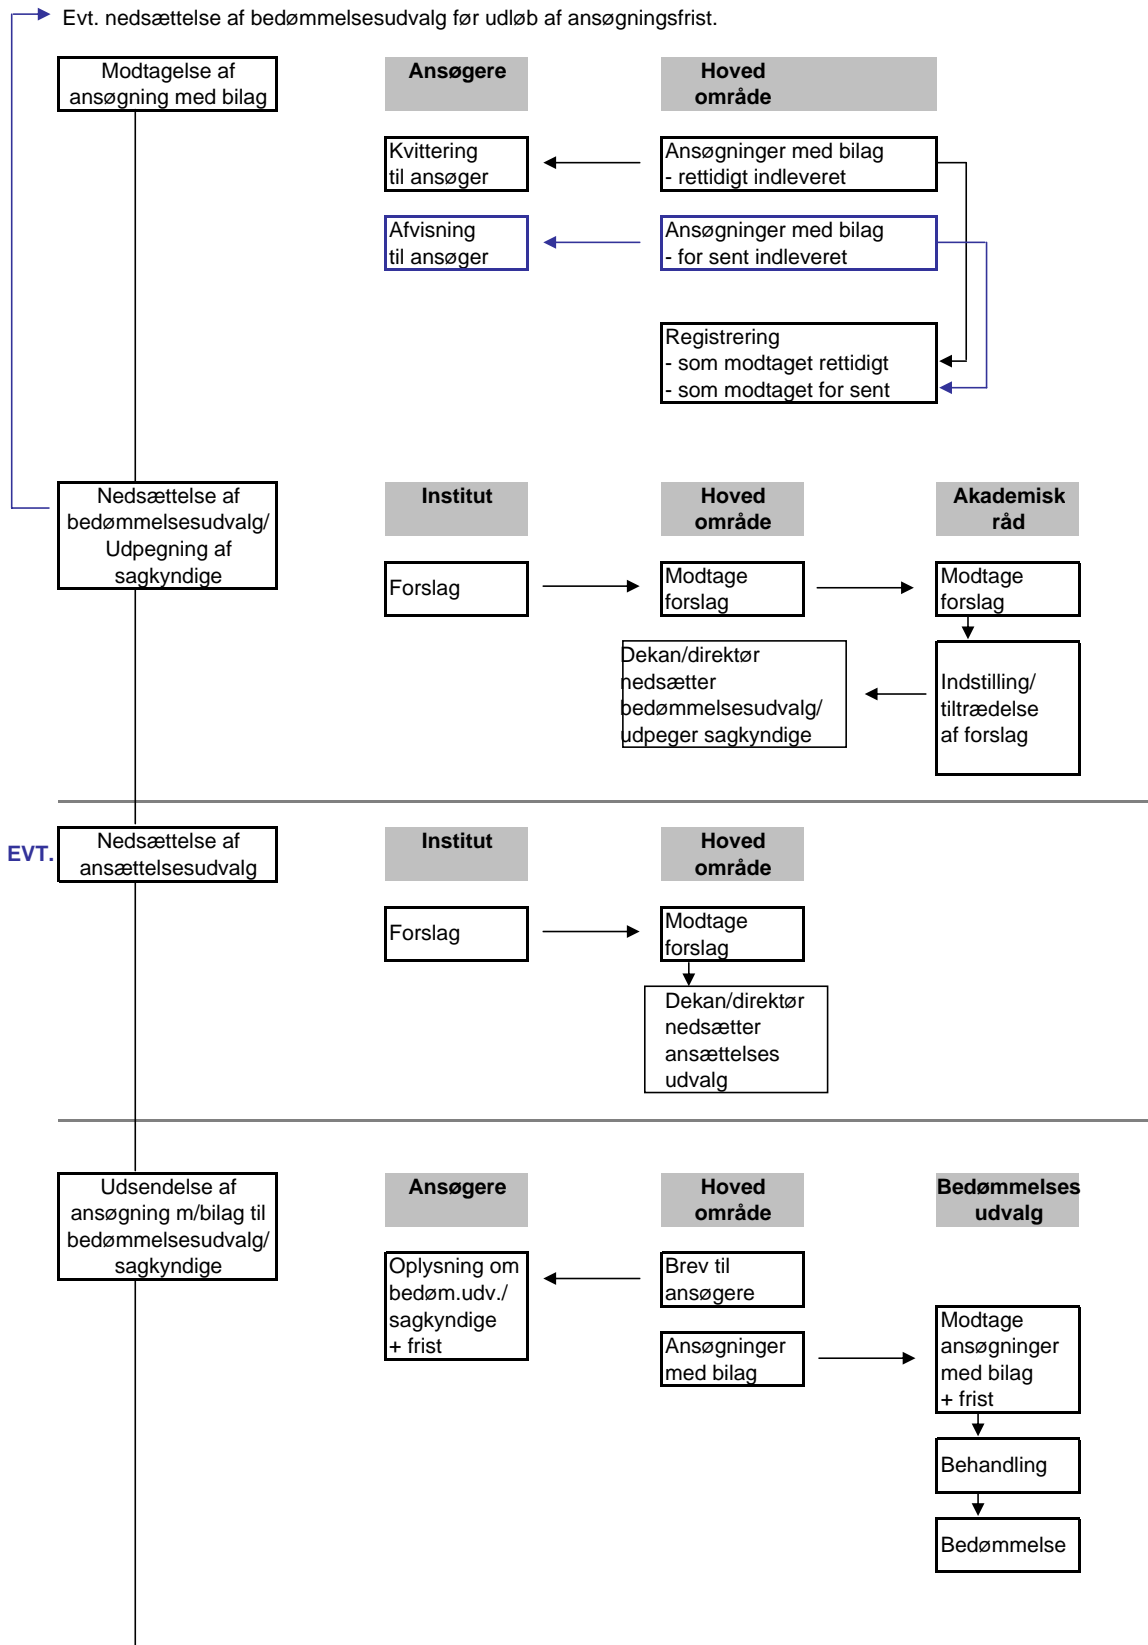 Evt. nedsættelse af bedømmelsesudvalg før udløb af ansøgningsfrist.
Modtagelse af
ansøgning med bilag
Ansøgere
Hoved
område
Kvittering
til ansøger
Ansøgninger med bilag
- rettidigt indleveret
Afvisning
til ansøger
Ansøgninger med bilag
- for sent indleveret
Registrering
- som modtaget rettidigt
- som modtaget for sent
Nedsættelse af
bedømmelsesudvalg/
Udpegning af
sagkyndige
Institut
Hoved
område
Akademisk
råd
Forslag
Modtage
forslag
Modtage
forslag
Dekan/direktør
nedsætter
bedømmelsesudvalg/
udpeger sagkyndige
Indstilling/
tiltrædelse
af forslag
EVT.
Nedsættelse af
ansættelsesudvalg
Institut
Hoved
område
Forslag
Modtage
forslag
Dekan/direktør
nedsætter
ansættelses
udvalg
Udsendelse af
ansøgning m/bilag til
bedømmelsesudvalg/
sagkyndige
Ansøgere
Hoved
område
Bedømmelses
udvalg
Oplysning om
bedøm.udv./
sagkyndige
+ frist
Brev til
ansøgere
Ansøgninger
med bilag
Modtage
ansøgninger
med bilag
+ frist
Behandling
Bedømmelse